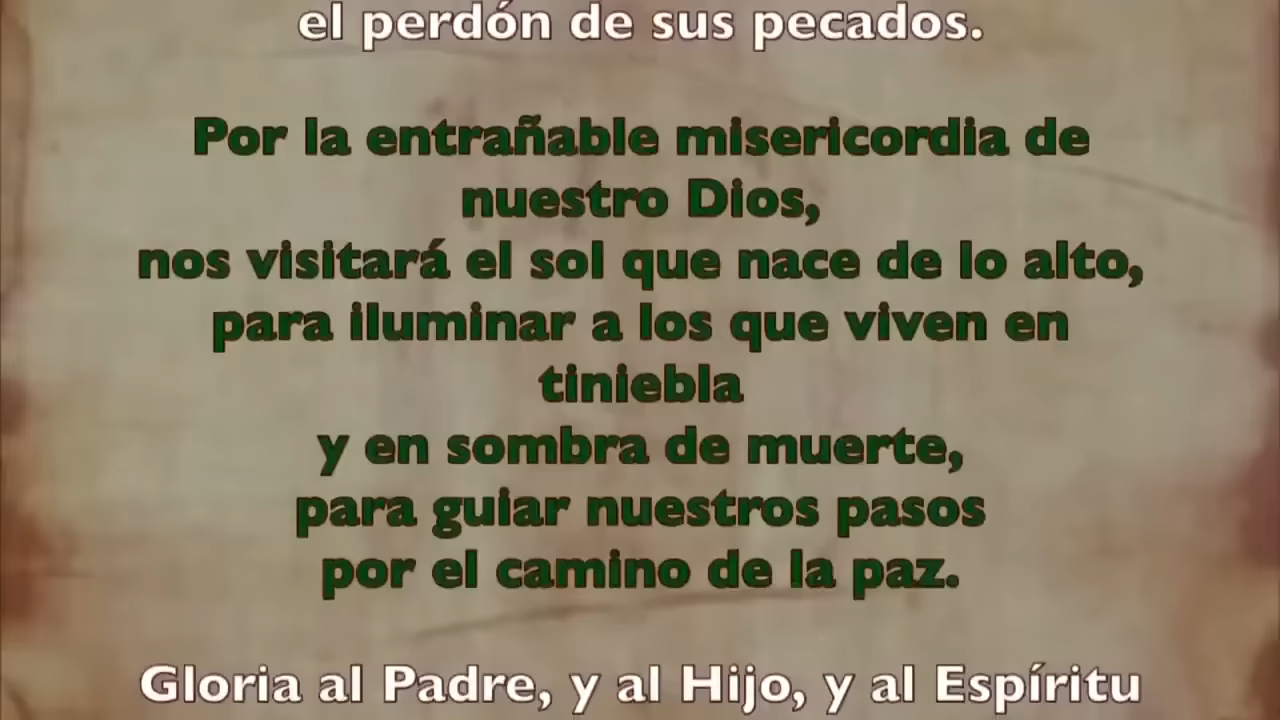 el perdón de sus pecados.
Por la entrañable misericordia de
nuestro Dios,
nos visitará el sol que nace de lo alto,
para iluminar a los que viven en
tiniebla
y en sombra de muerte,
para guiar nuestros pasos
por el camino de la paz.
Gloria al Padre, y al Hijo, y al Espíritu